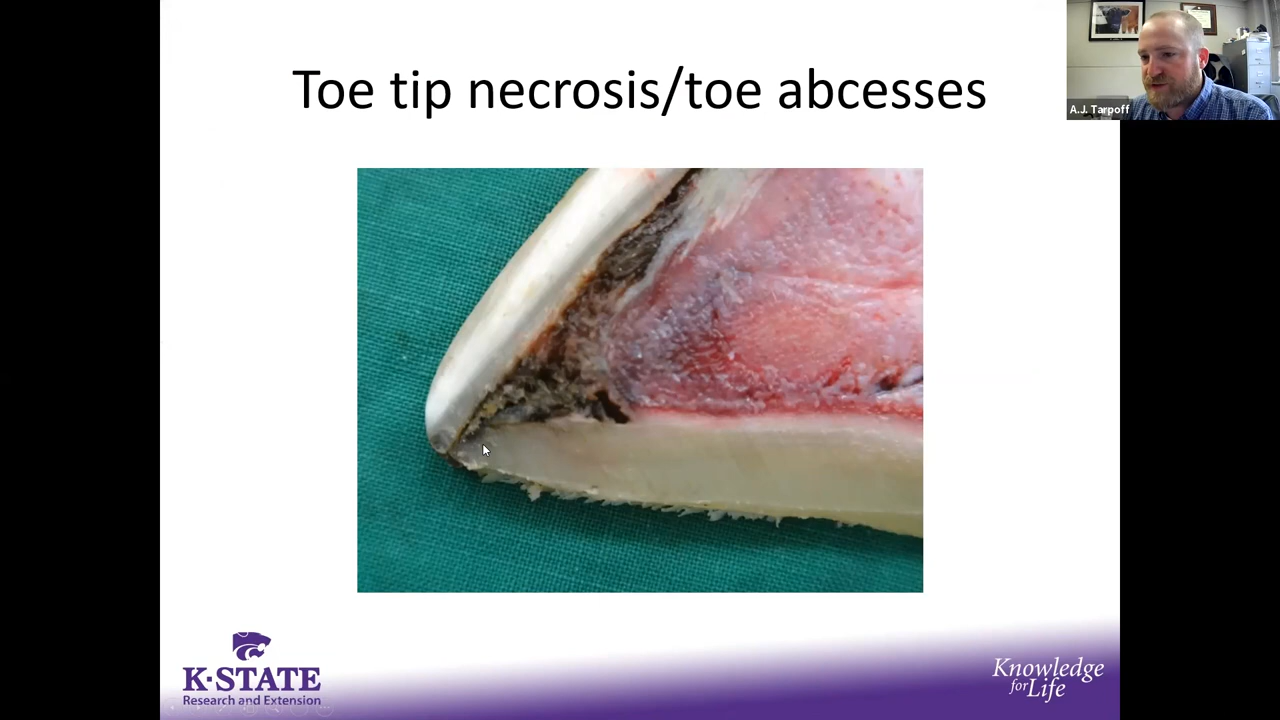 Toe tip necrosis/toe abcesses
A.J. Tarpoff
K-STATE
Research and Extension
Knowledge
for Life